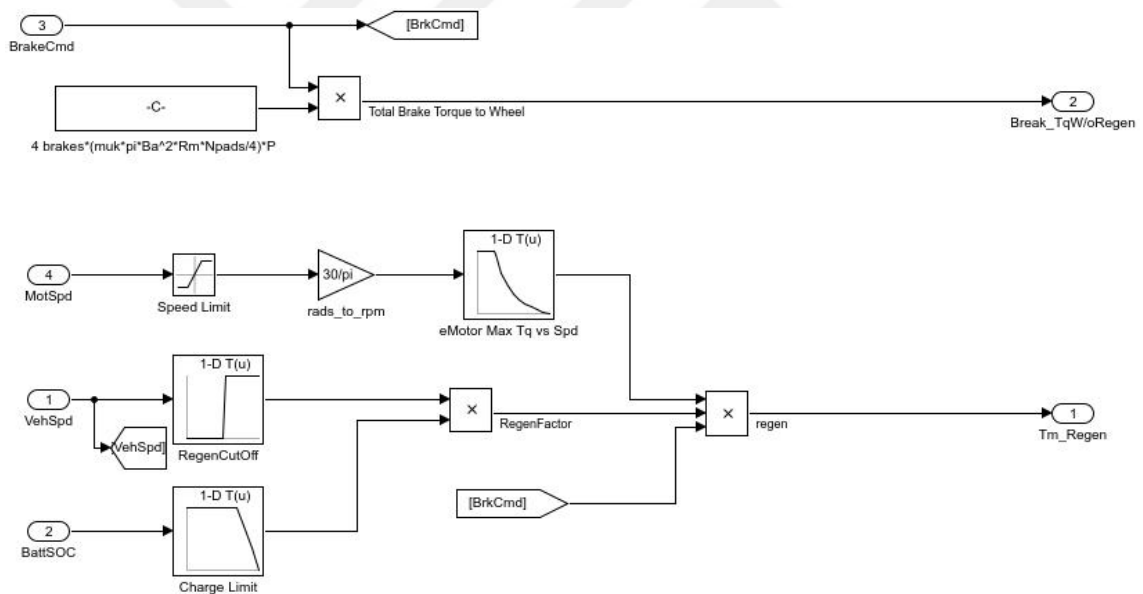 3
BrakeCmd
[BrkCmd]
-C-
4 brakes*(muk*pi*Ba^2*Rm*Npads/4)*P
×
Total Brake Torque to Wheel
2
Break_TqW/oRegen
4
MotSpd
Speed Limit
30/pi
rads_to_rpm
1-D T(u)
eMotor Max Tq vs Spd
1
VehSpd
[VehSpd]
1-D T(u)
RegenCutOff
×
RegenFactor
×
regen
1
Tm_Regen
[BrkCmd]
2
BattSOC
1-D T(u)
Charge Limit